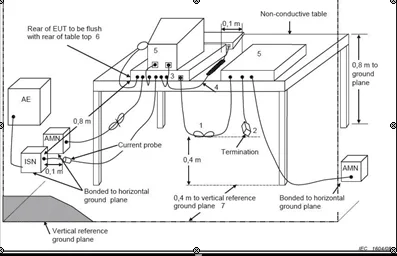 Rear of EUT to be flush
with rear of table top 6
0,1 m
Non-conductive table
5
5
3
4
0,8 m to
ground
plane
AE
0,8 m
AMN
1
2
Current probe
ISN
Termination
0,1 m
0,4 m
AMN
Bonded to horizontal
ground plane
0,4 m to vertical reference
ground plane 7
Bonded to horizontal
ground plane
Vertical reference
ground plane